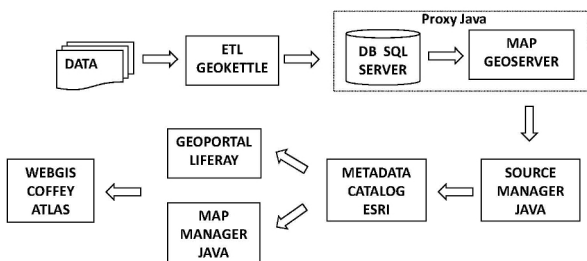 Proxy Java
DATA
ETL
GEOKETTLE
DB SQL
SERVER
MAP
GEOSERVER
SOURCE
MANAGER
JAVA
METADATA
CATALOG
ESRI
GEOPORTAL
LIFERAY
MAP
MANAGER
JAVA
WEBGIS
COFFEY
ATLAS